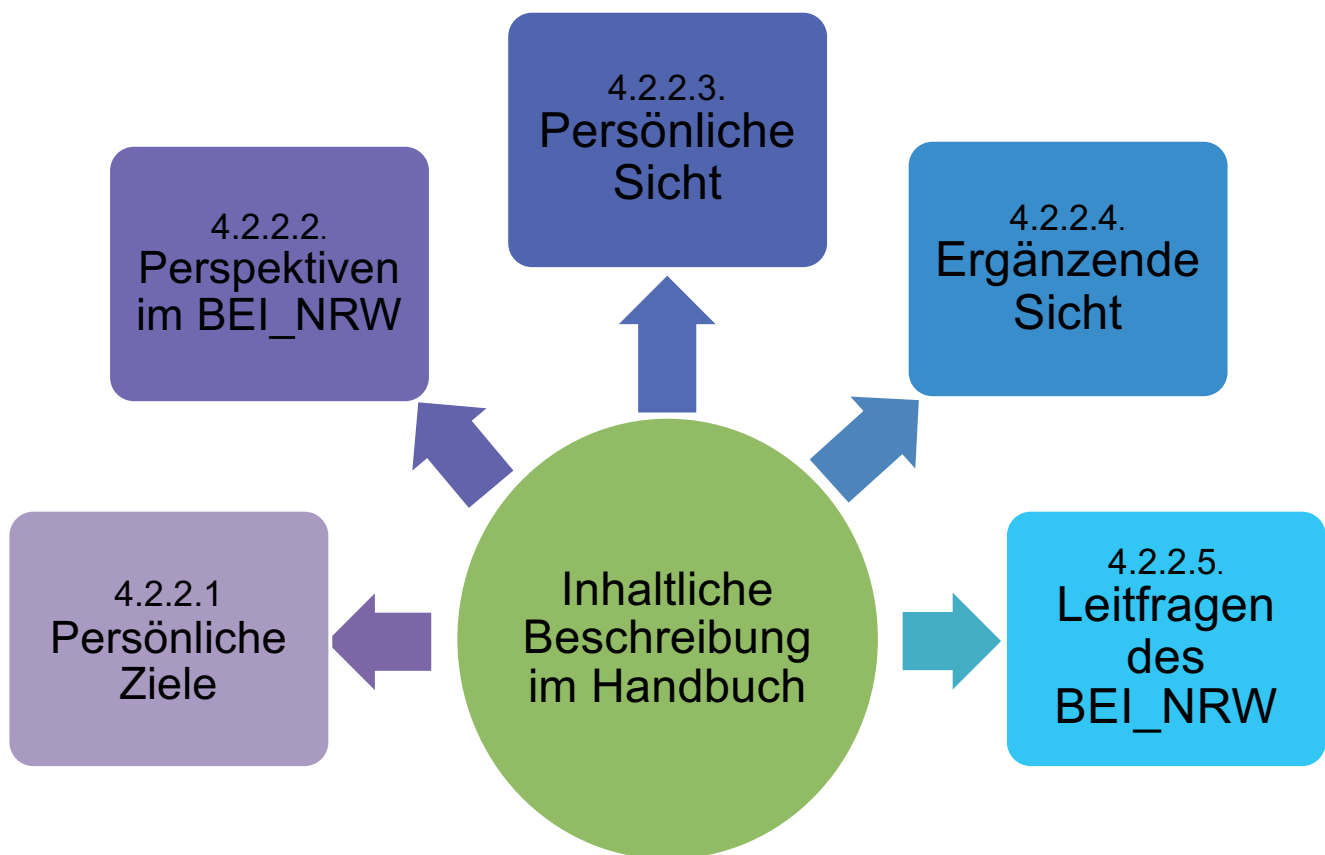 4.2.2.3.
Persönliche
Sicht
4.2.2.2.
Perspektiven
im BEI_NRW
4.2.2.4.
Ergänzende
Sicht
4.2.2.1
Persönliche
Ziele
Inhaltliche
Beschreibung
im Handbuch
4.2.2.5.
Leitfragen
des
BEI_NRW